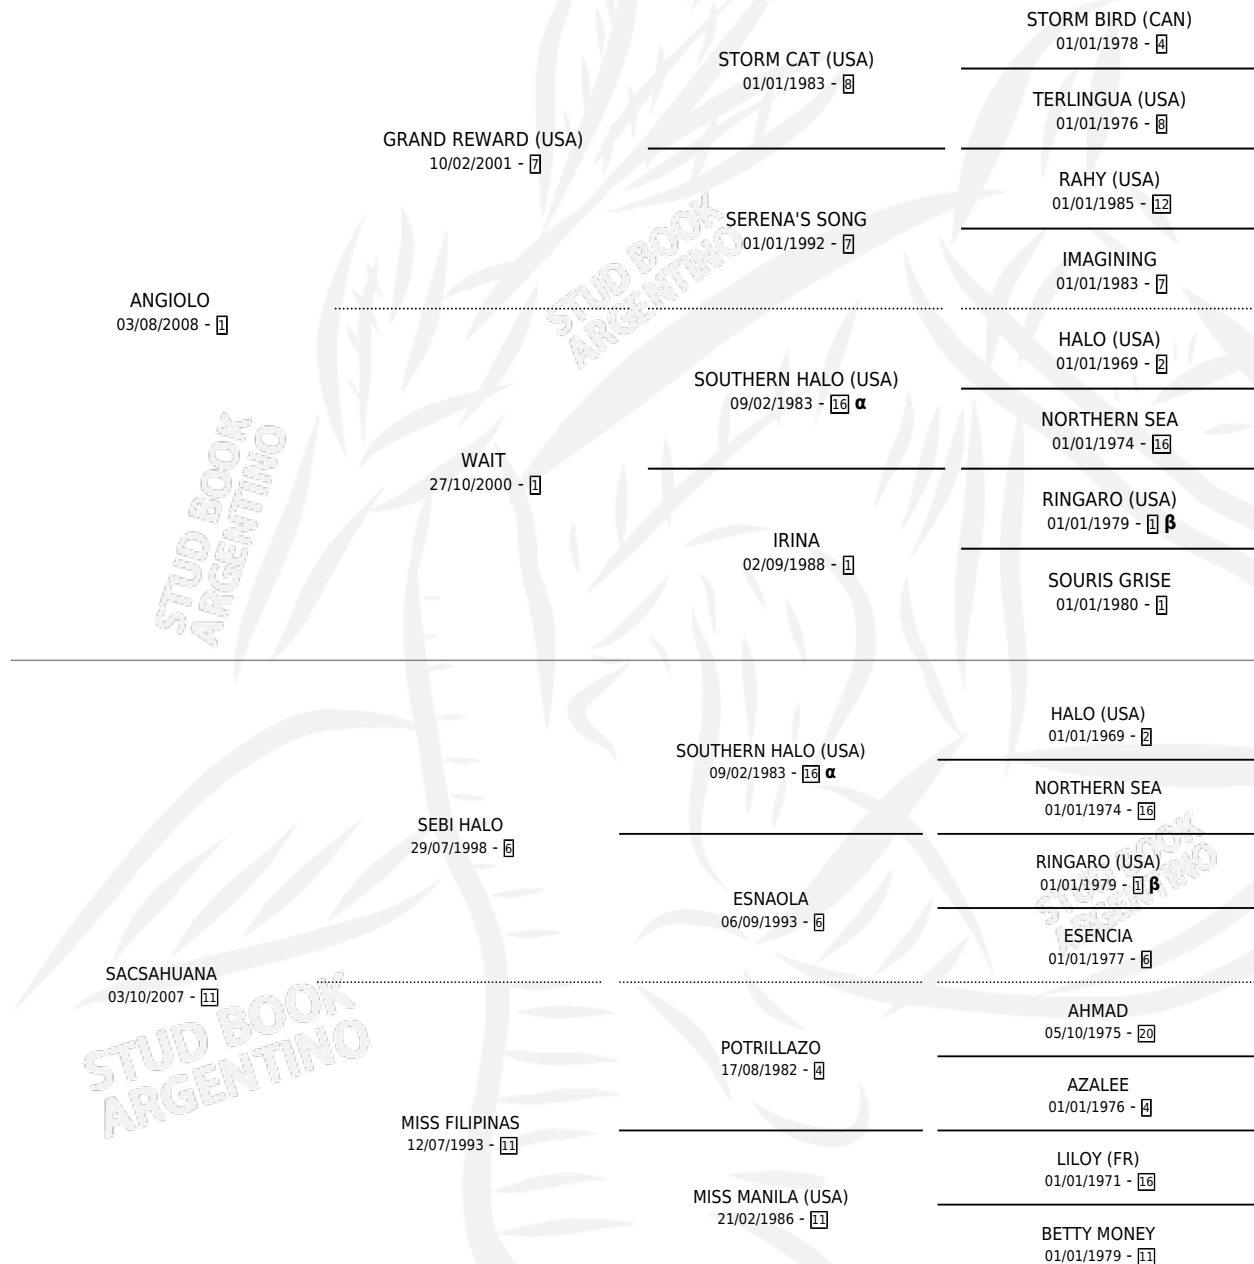 STORM BIRD (CAN)
01/01/1978 - 4
STORM CAT (USA)
01/01/1983 - 8
TERLINGUA (USA)
01/01/1976 - 8
GRAND REWARD (USA)
10/02/2001 - 7
RAHY (USA)
01/01/1985 - 12
SERENA'S SONG
01/01/1992 - 7
IMAGINING
01/01/1983 - 7
ANGIOLO
03/08/2008 - 1
HALO (USA)
01/01/1969 - 2
SOUTHERN HALO (USA)
09/02/1983 - 16 α
NORTHERN SEA
01/01/1974 - 16
WAIT
27/10/2000 - 1
RINGARO (USA)
01/01/1979 - 1 β
IRINA
02/09/1988 - 1
SOURIS GRISE
01/01/1980 - 1
STUD BOOK
ARGENTINO
STUD BOOK
ARGENTINO
HALO (USA)
01/01/1969 - 2
SOUTHERN HALO (USA)
09/02/1983 - 16 α
NORTHERN SEA
01/01/1974 - 16
SEBI HALO
29/07/1998 - 6
RINGARO (USA)
01/01/1979 - 1 β
ESNAOLA
06/09/1993 - 6
ESENCIA
01/01/1977 - 6
SACSAHUANA
03/10/2007 - 11
AHMAD
05/10/1975 - 20
POTRILLAZO
17/08/1982 - 4
AZALEE
01/01/1976 - 4
MISS FILIPINAS
12/07/1993 - 11
LILOY (FR)
01/01/1971 - 16
MISS MANILA (USA)
21/02/1986 - 11
BETTY MONEY
01/01/1979 - 11
STUD BOOK
ARGENTINO
STUD BOOK
ARGENTINO